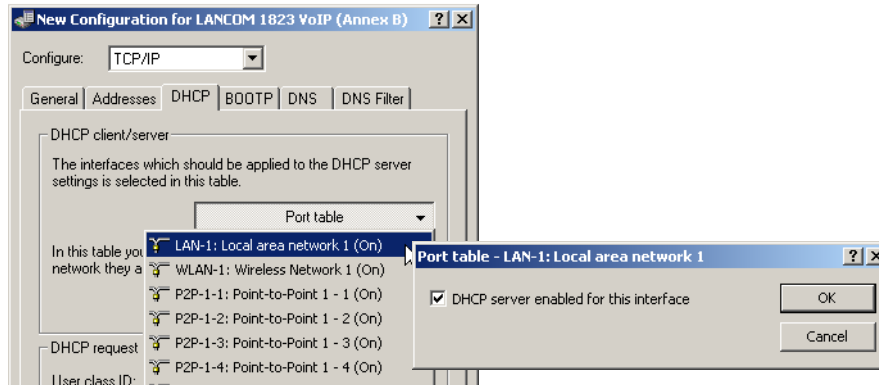 New Configuration for LANCOM 1823 VoIP (Annex B)
Configure: TCP/IP
General Addresses DHCP BOOTP DNS DNS Filter
DHCP client/server
The interfaces which should be applied to the DHCP server
settings is selected in this table.
Port table
In this table you
network they a
LAN-1: Local area network 1 (On)
WLAN-1: Wireless Network 1 (On)
P2P-1-1: Point-to-Point 1 - 1 (On)
P2P-1-2: Point-to-Point 1 - 2 (On)
P2P-1-3: Point-to-Point 1 - 3 (On)
P2P-1-4: Point-to-Point 1 - 4 (On)
DHCP request
User class ID:
Port table - LAN-1: Local area network 1
DHCP server enabled for this interface
OK
Cancel